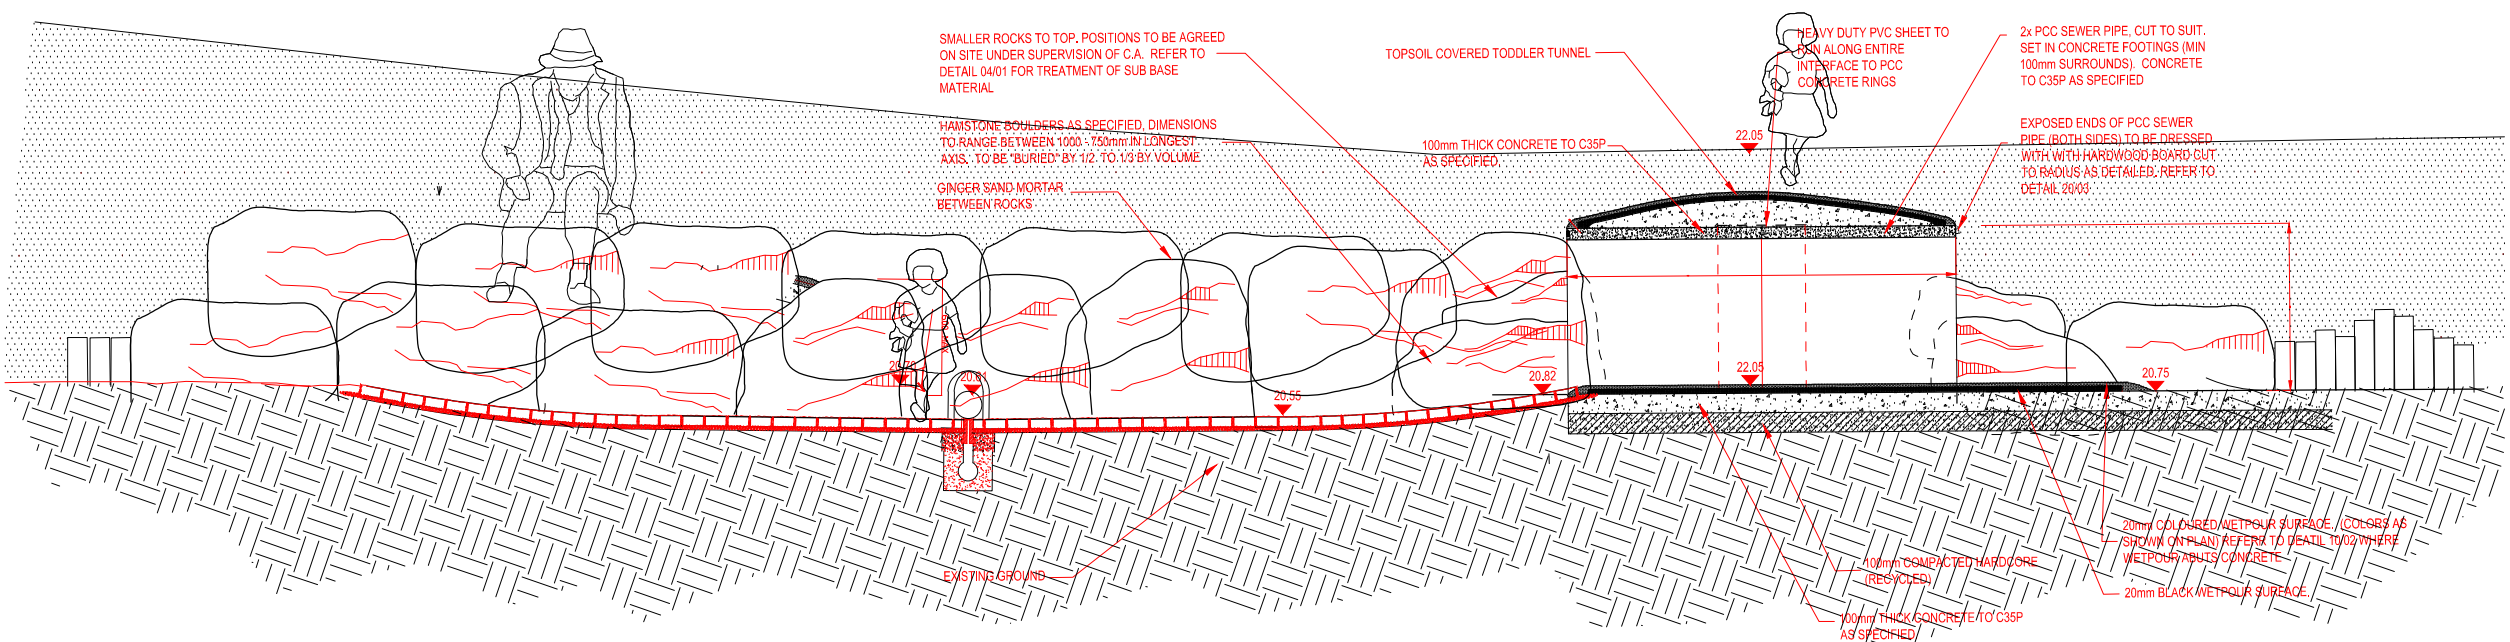 SMALLER ROCKS TO TOP. POSITIONS TO BE AGREED
ON SITE UNDER SUPERVISION OF C.A. REFER TO
DETAIL 04/01 FOR TREATMENT OF SUB BASE
MATERIAL
HAMSTONE BOULDERS AS SPECIFIED, DIMENSIONS
TO RANGE BETWEEN 1000 - 750mm IN LONGEST
AXIS, TO BE "BURIED" BY 1/2 TO 1/3 BY VOLUME
GINGER SAND MORTAR
BETWEEN ROCKS
TOPSOIL COVERED TODDLER TUNNEL
100mm THICK CONCRETE TO C35P
AS SPECIFIED
HEAVY DUTY PVC SHEET TO
RUN ALONG ENTIRE
INTERFACE TO PCC
CONCRETE RINGS
2x PCC SEWER PIPE, CUT TO SUIT.
SET IN CONCRETE FOOTINGS (MIN
100mm SURROUNDS). CONCRETE
TO C35P AS SPECIFIED
EXPOSED ENDS OF PCC SEWER
PIPE (BOTH SIDES) TO BE DRESSED
WITH WITH HARDWOOD BOARD CUT
TO RADIUS AS DETAILED, REFER TO
DETAIL 20/03
22.05
20.61
20.55
20.82
22.05
20.75
EXISTING GROUND
20mm COLOURED WETPOUR SURFACE, (COLORS AS
SHOWN ON PLAN) REFERR TO DEATIL 10/02 WHERE
WETPOUR ABUTS CONCRETE
100mm COMPACTED HARDCORE
(RECYCLED)
20mm BLACK WETPOUR SURFACE,
100mm THICK CONCRETE TO C35P
AS SPECIFIED